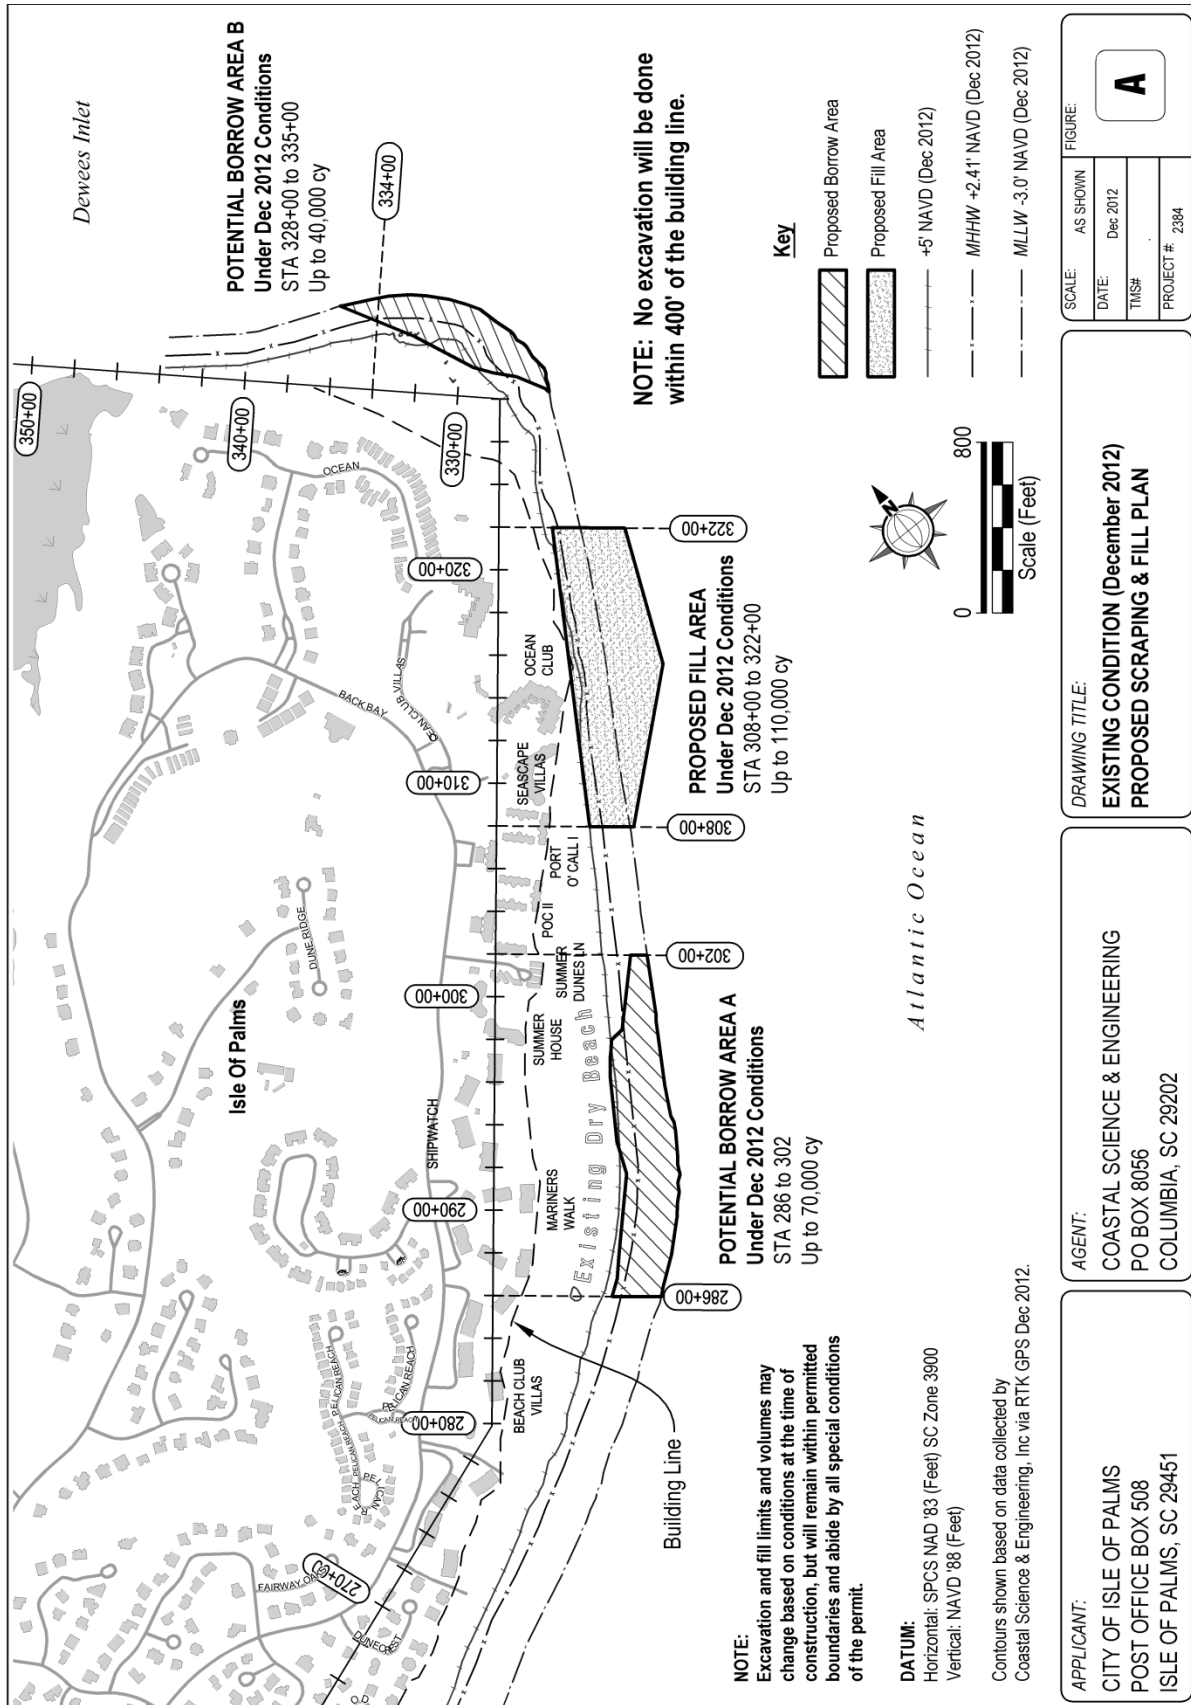 Dewees Inlet
POTENTIAL BORROW AREA B
Under Dec 2012 Conditions
STA 328+00 to 335+00
Up to 40,000 cy
334+00
350+00
340+00
330+00
322+00
320+00
310+00
308+00
302+00
300+00
290+00
286+00
280+00
270+00
NOTE: No excavation will be done
within 400' of the building line.
Isle Of Palms
OCEAN
BACK BAY
OCEAN CLUB VILLAS
DUNE RIDGE
SHIPWATCH
PELICAN REACH
PELICAN REACH
PELICAN REACH
PELICAN REACH
FAIRWAY
DUNECREST
OCEAN
CLUB
SEASCAPE
VILLAS
PORT
O' CALL I
POC II
SUMMER
DUNES LN
SUMMER
HOUSE
MARINERS
WALK
BEACH CLUB
VILLAS
Existing Dry Beach
Building Line
PROPOSED FILL AREA
Under Dec 2012 Conditions
STA 308+00 to 322+00
Up to 110,000 cy
POTENTIAL BORROW AREA A
Under Dec 2012 Conditions
STA 286 to 302
Up to 70,000 cy
Atlantic Ocean
Key
Proposed Borrow Area
Proposed Fill Area
+5' NAVD (Dec 2012)
MHHW +2.41' NAVD (Dec 2012)
MLLW -3.0' NAVD (Dec 2012)
N
0 800
Scale (Feet)
NOTE:
Excavation and fill limits and volumes may
change based on conditions at the time of
construction, but will remain within permitted
boundaries and abide by all special conditions
of the permit.
DATUM:
Horizontal: SPCS NAD '83 (Feet) SC Zone 3900
Vertical: NAVD '88 (Feet)
Contours shown based on data collected by
Coastal Science & Engineering, Inc via RTK GPS Dec 2012.
APPLICANT:
CITY OF ISLE OF PALMS
POST OFFICE BOX 508
ISLE OF PALMS, SC 29451
AGENT:
COASTAL SCIENCE & ENGINEERING
PO BOX 8056
COLUMBIA, SC 29202
DRAWING TITLE:
EXISTING CONDITION (December 2012)
PROPOSED SCRAPING & FILL PLAN
SCALE: AS SHOWN
DATE: Dec 2012
TMS# .
PROJECT #: 2384
FIGURE:
A